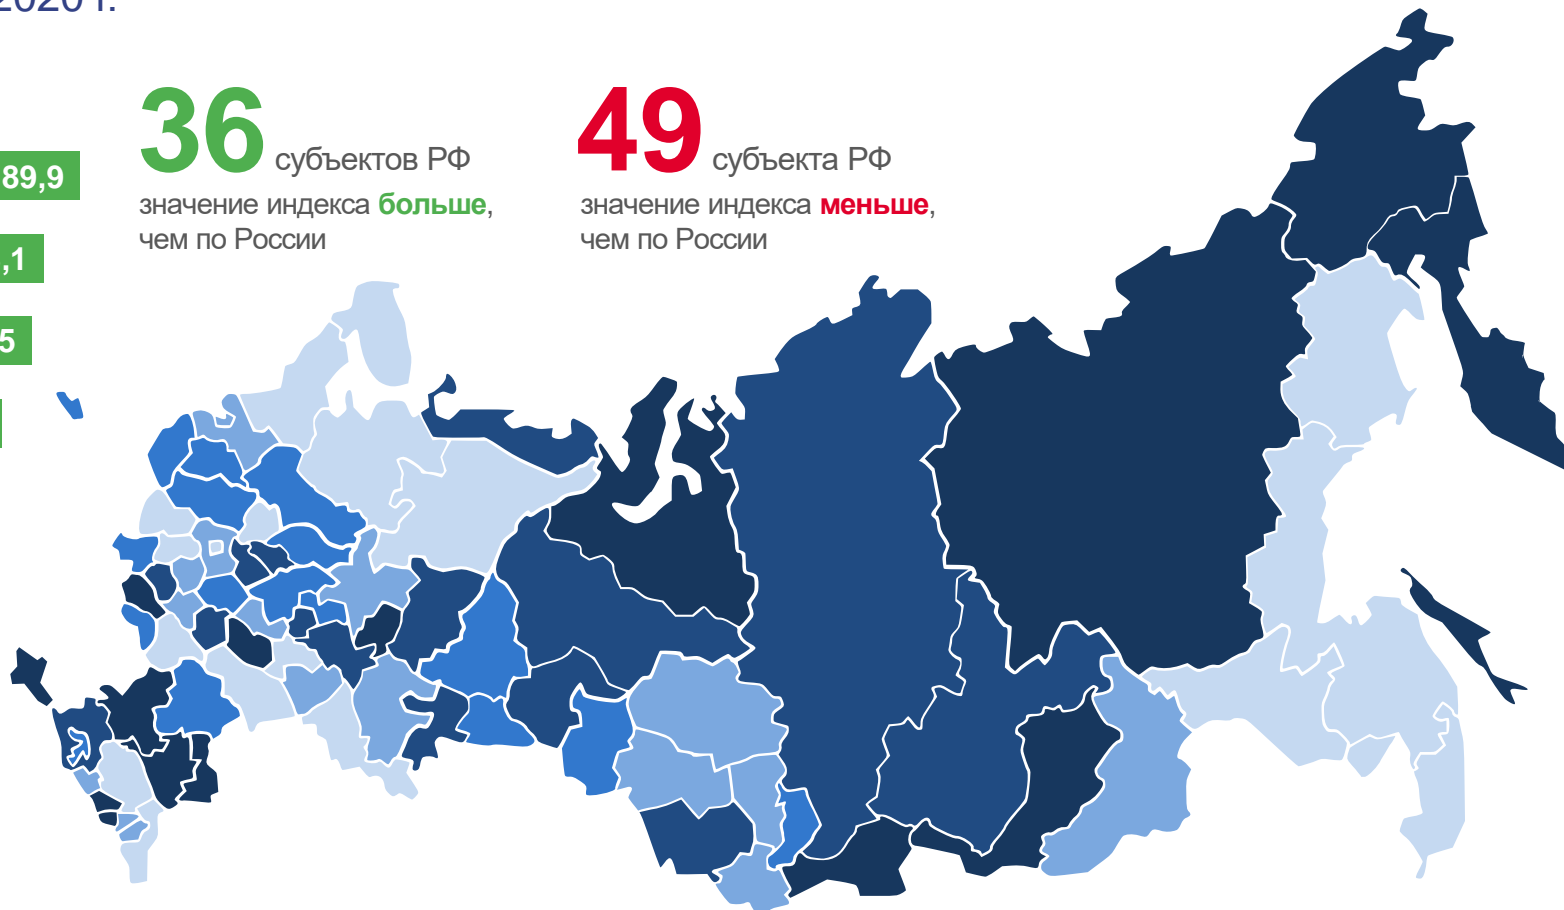 2020 г.
36 субъектов РФ
значение индекса больше,
чем по России
49 субъекта РФ
значение индекса меньше,
чем по России
89,9
,1
5